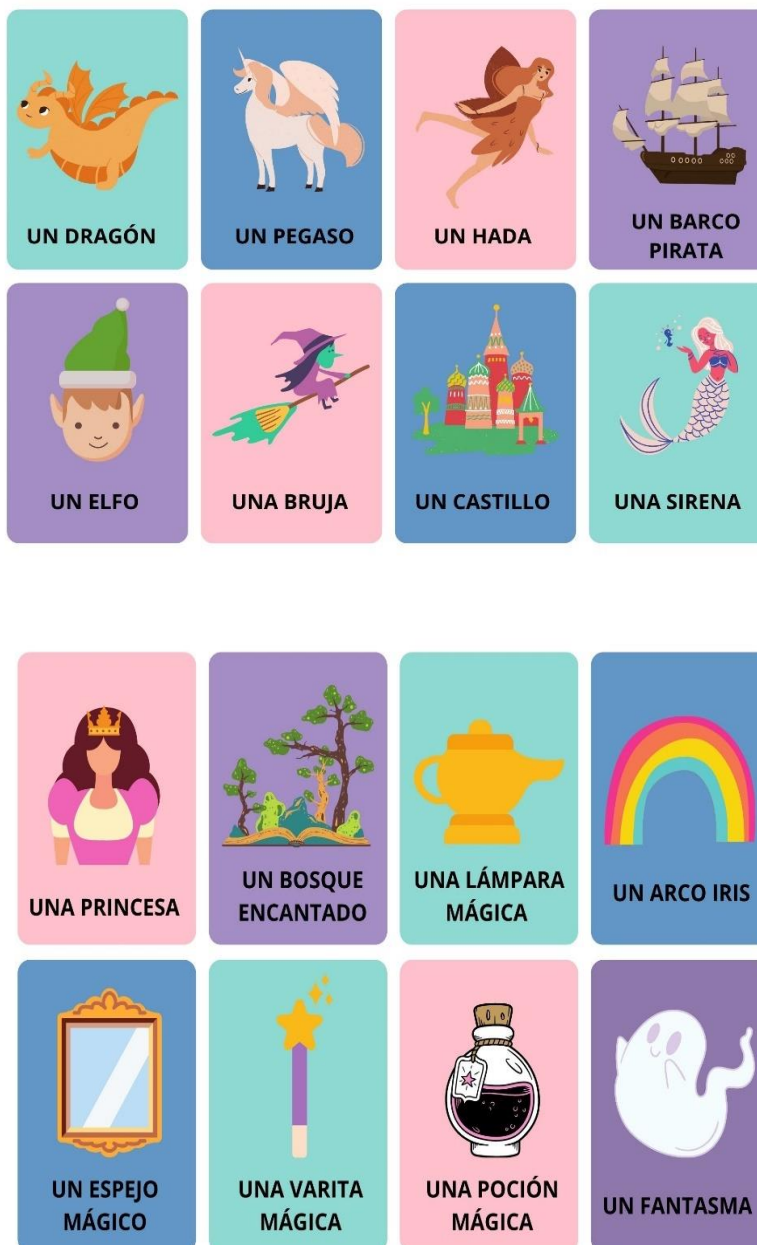 UN DRAGÓN
UN PEGASO
UN HADA
UN BARCO
PIRATA
UN ELFO
UNA BRUJA
UN CASTILLO
UNA SIRENA
UNA PRINCESA
UN BOSQUE
ENCANTADO
UNA LÁMPARA
MÁGICA
UN ARCO IRIS
UN ESPEJO
MÁGICO
UNA VARITA
MÁGICA
UNA POCIÓN
MÁGICA
UN FANTASMA